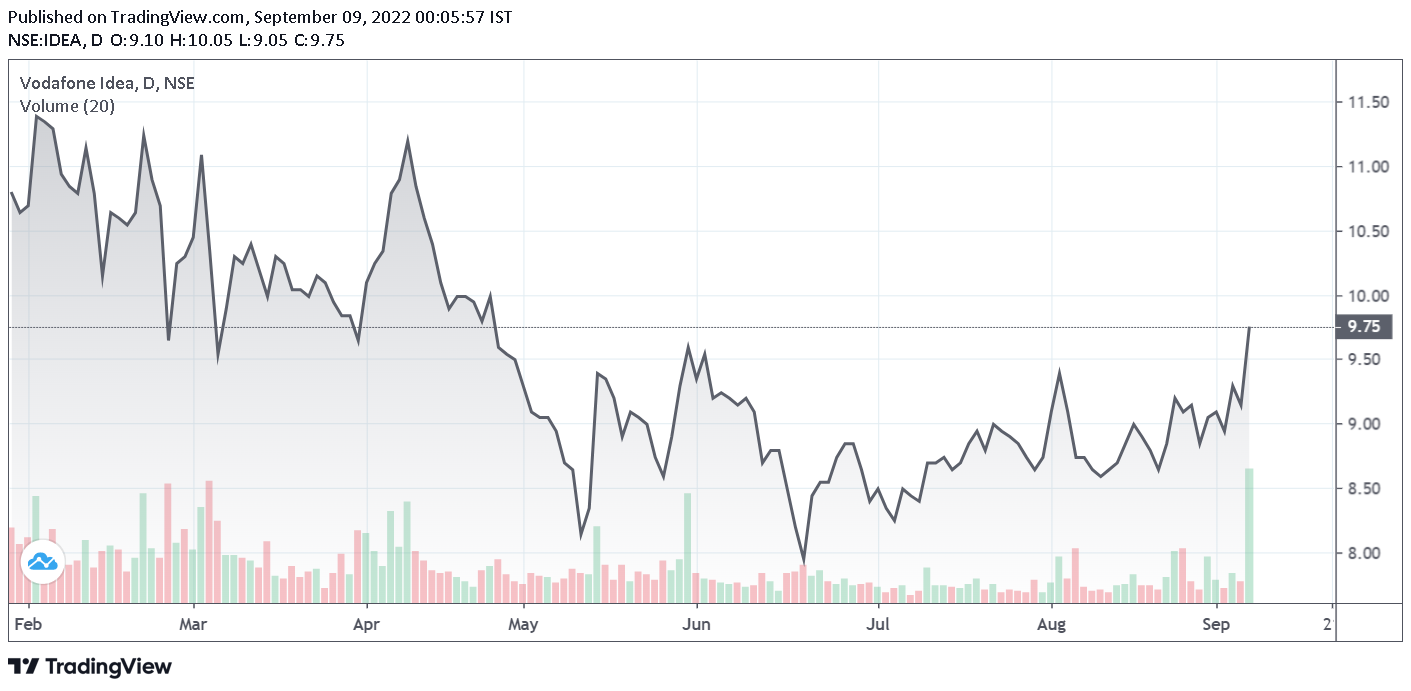 Published on TradingView.com, September 09, 2022 00:05:57 IST
NSE:IDEA, D O:9.10 H:10.05 L:9.05 C:9.75
Vodafone Idea, D, NSE
Volume (20)
11.50
11.00
10.50
10.00
9.75
9.50
9.00
8.50
8.00
Feb Mar Apr May Jun Jul Aug Sep 2
TradingView